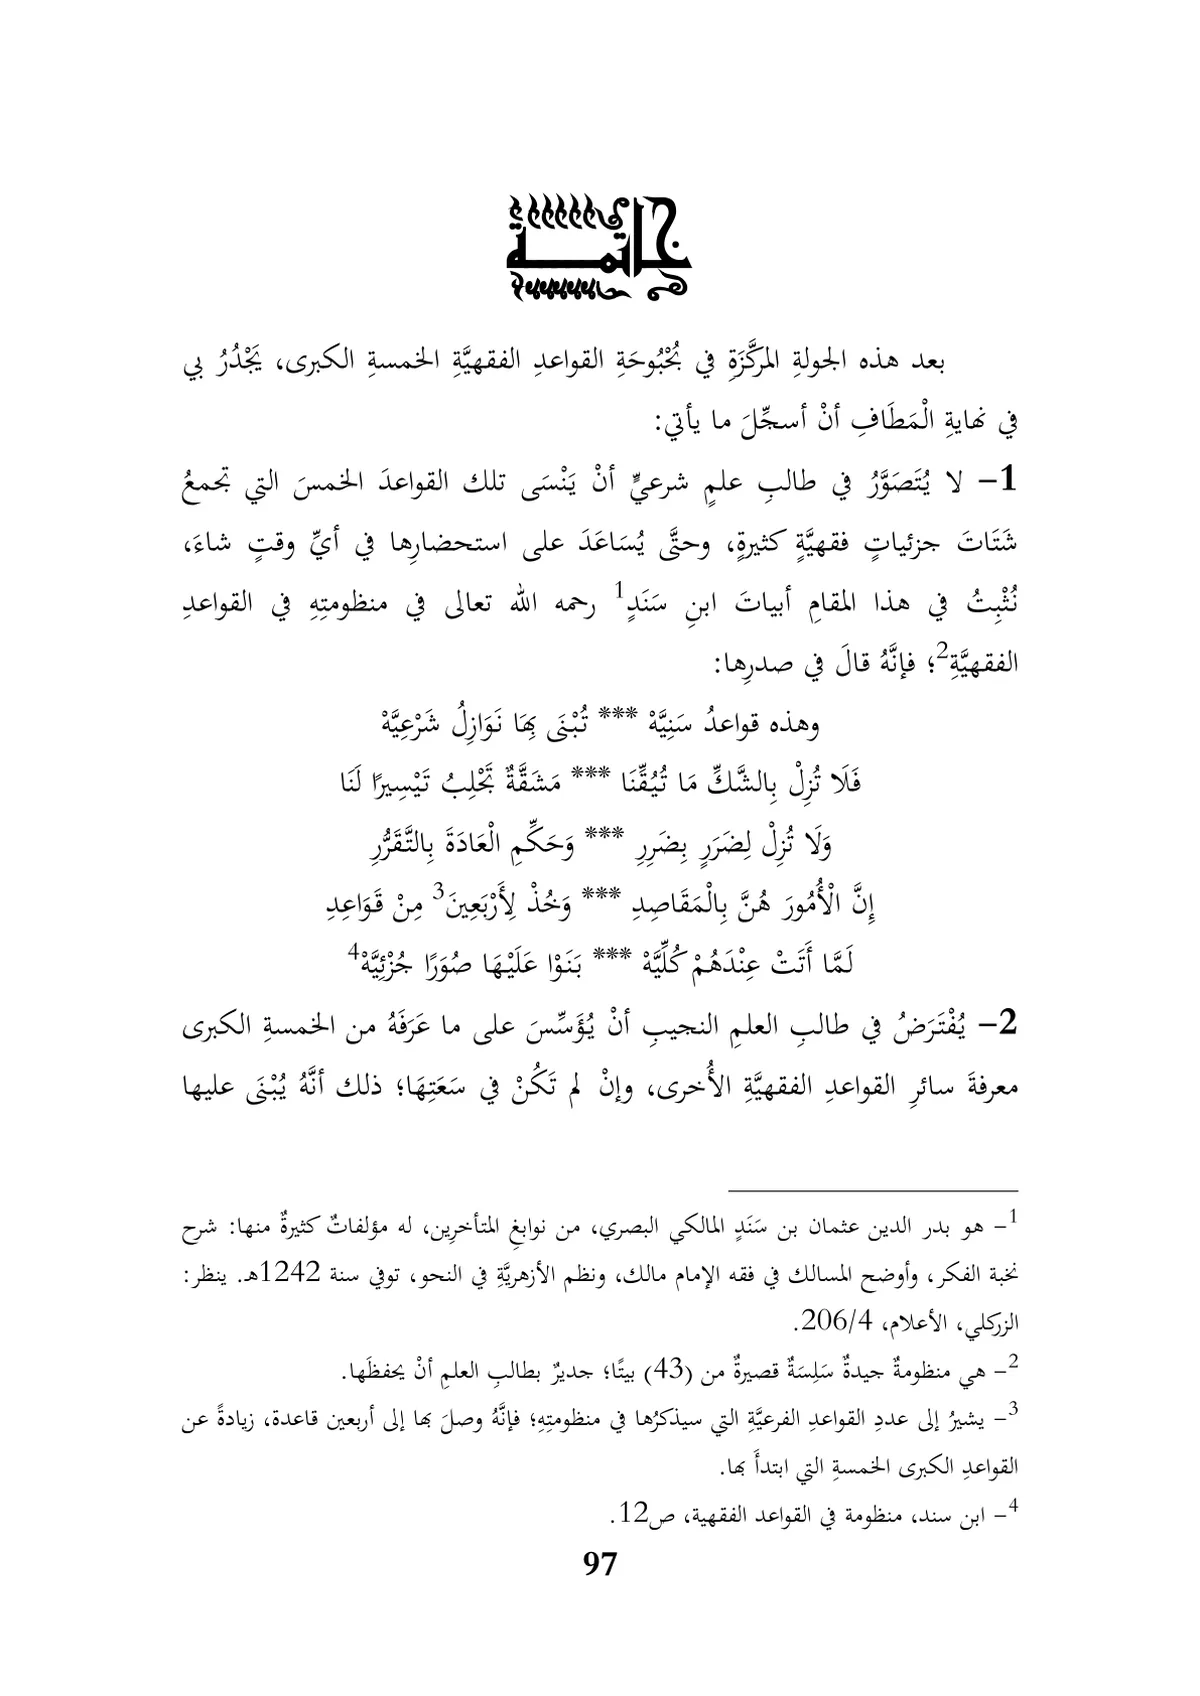 خاتمة
بعد هذه الجولةِ المركَّزَةِ في بُحْبُوحَةِ القواعدِ الفقهيَّةِ الخمسةِ الكبرى، يَجْدُرُ بي
في نهايةِ الْمَطَافِ أنْ أسجِّلَ ما يأتي:
1- لا يُتَصَوَّرُ في طالبِ علمٍ شرعيٍّ أنْ يَنْسَى تلك القواعدَ الخمسَ التي تجمعُ
شَتَاتَ جزئياتٍ فقهيَّةٍ كثيرةٍ، وحتَّى يُسَاعَدَ على استحضارِها في أيِّ وقتٍ شاءَ،
نُثْبِتُ في هذا المقامِ أبياتَ ابنِ سَنَدٍ1 رحمه الله تعالى في منظومتِهِ في القواعدِ
الفقهيَّةِ2؛ فإنَّهُ قالَ في صدرِها:
وهذه قواعدُ سَنِيَّهْ *** تُبْنَى بِهَا نَوَازِلُ شَرْعِيَّهْ
فَلَا تُزِلْ بِالشَّكِّ مَا تُيُقِّنَا *** مَشَقَّةٌ تَجْلِبُ تَيْسِيرًا لَنَا
وَلَا تُزِلْ لِضَرَرٍ بِضَرِرِ *** وَحَكِّمِ الْعَادَةَ بِالتَّقَرُّرِ
إِنَّ الْأُمُورَ هُنَّ بِالْمَقَاصِدِ *** وَخُذْ لِأَرْبَعِينَ3 مِنْ قَوَاعِدِ
لَمَّا أَتَتْ عِنْدَهُمْ كُلِّيَّهْ *** بَنَوْا عَلَيْهَا صُوَرًا جُزْئِيَّهْ4
2- يُفْتَرَضُ في طالبِ العلمِ النجيبِ أنْ يُؤَسِّسَ على ما عَرَفَهُ من الخمسةِ الكبرى
معرفةَ سائرِ القواعدِ الفقهيَّةِ الأُخرى، وإنْ لم تَكُنْ في سَعَتِهَا؛ ذلك أنَّهُ يُبْنَى عليها
1- هو بدر الدين عثمان بن سَنَدٍ المالكي البصري، من نوابغِ المتأخرِين، له مؤلفاتٌ كثيرةٌ منها: شرح
نخبة الفكر، وأوضح المسالك في فقه الإمام مالك، ونظم الأزهريَّةِ في النحو، توفي سنة 1242هـ. ينظر:
الزركلي، الأعلام، 206/4.
2- هي منظومةٌ جيدةٌ سَلِسَةٌ قصيرةٌ من (43) بيتًا؛ جديرٌ بطالبِ العلمِ أنْ يحفظَها.
3- يشيرُ إلى عددِ القواعدِ الفرعيَّةِ التي سيذكرُها في منظومتِهِ؛ فإنَّهُ وصلَ بها إلى أربعين قاعدة، زيادةً عن
القواعدِ الكبرى الخمسةِ التي ابتدأَ بها.
4- ابن سند، منظومة في القواعد الفقهية، ص12.
97